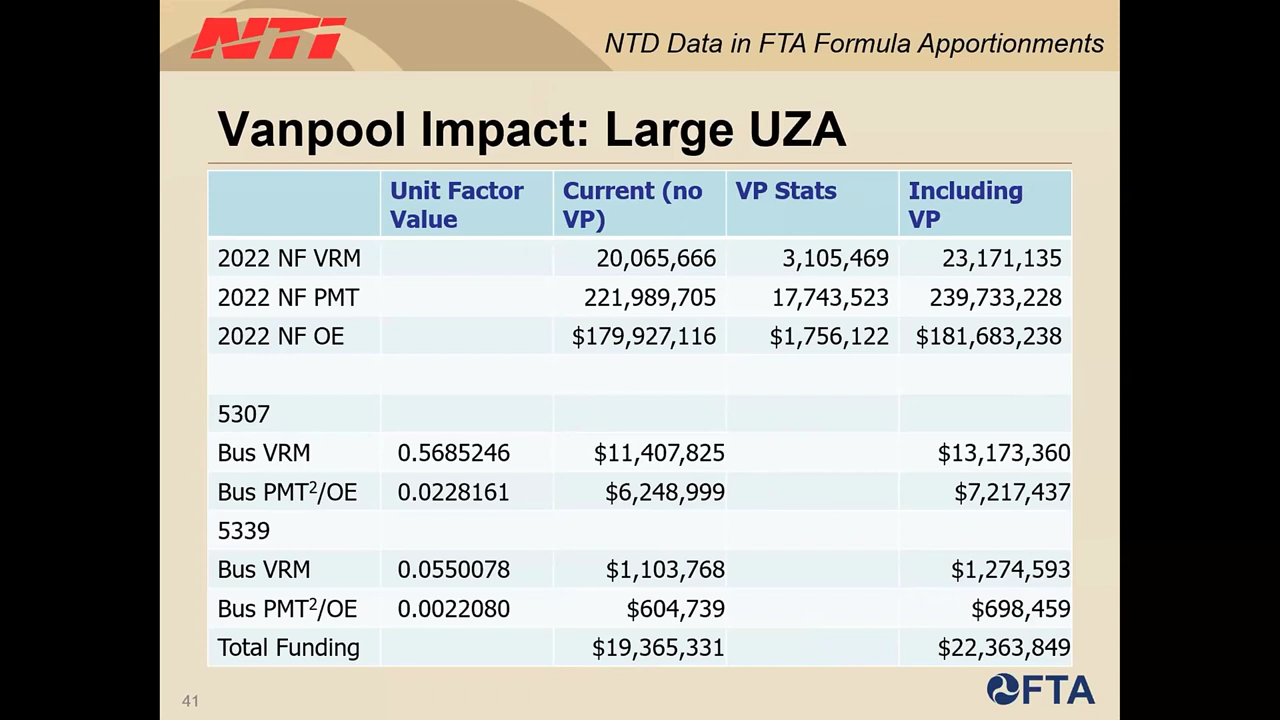 NTI
NTD Data in FTA Formula Apportionments
Vanpool Impact: Large UZA
Unit Factor Value Current (no VP) VP Stats Including VP
2022 NF VRM 20,065,666 3,105,469 23,171,135
2022 NF PMT 221,989,705 17,743,523 239,733,228
2022 NF OE $179,927,116 $1,756,122 $181,683,238
5307
Bus VRM 0.5685246 $11,407,825 $13,173,360
Bus PMT²/OE 0.0228161 $6,248,999 $7,217,437
5339
Bus VRM 0.0550078 $1,103,768 $1,274,593
Bus PMT²/OE 0.0022080 $604,739 $698,459
Total Funding $19,365,331 $22,363,849
41
FTA